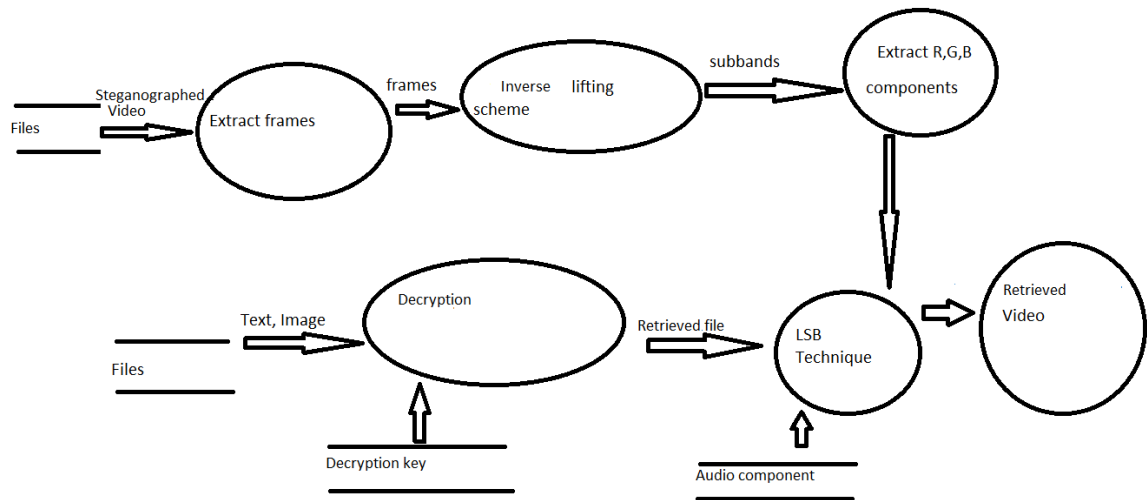 Steganographed
Video
Files
Extract frames
frames
Inverse lifting
scheme
subbands
Extract R,G,B
components
Files
Text, Image
Decryption
Decryption key
Retrieved file
LSB
Technique
Audio component
Retrieved
Video